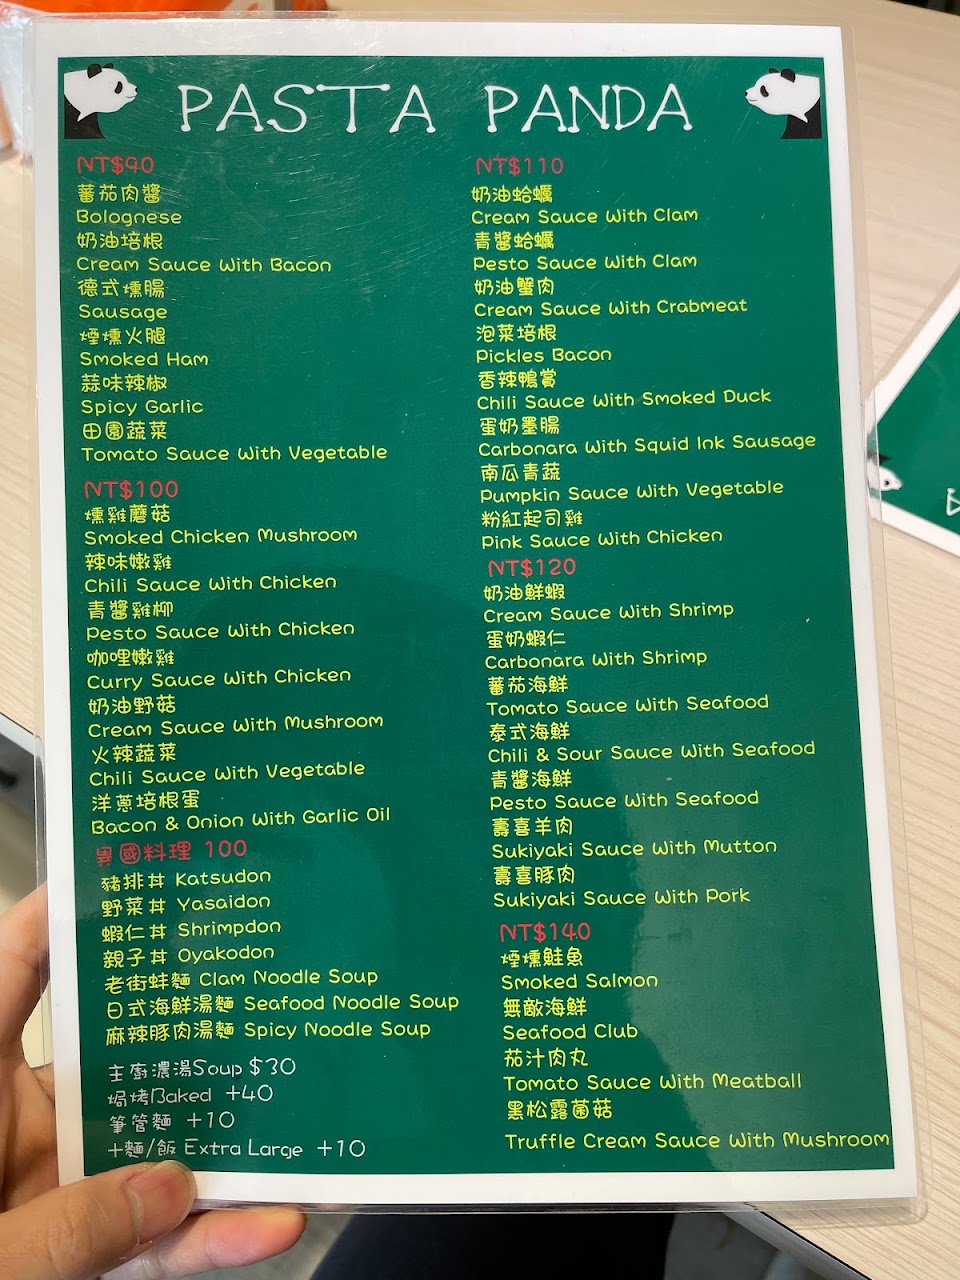 PASTA PANDA
NT$90
蕃茄肉醬
Bolognese
奶油培根
Cream Sauce With Bacon
德式燻腸
Sausage
煙燻火腿
Smoked Ham
蒜味辣椒
Spicy Garlic
田園蔬菜
Tomato Sauce With Vegetable
NT$100
燻雞蘑菇
Smoked Chicken Mushroom
辣味嫩雞
Chili Sauce With Chicken
青醬雞柳
Pesto Sauce With Chicken
咖哩嫩雞
Curry Sauce With Chicken
奶油野菇
Cream Sauce With Mushroom
火辣蔬菜
Chili Sauce With Vegetable
洋蔥培根蛋
Bacon & Onion With Garlic Oil
異國料理 100
豬排丼 Katsudon
野菜丼 Yasaidon
蝦仁丼 Shrimpdon
親子丼 Oyakodon
老街蚌麵 Clam Noodle Soup
日式海鮮湯麵 Seafood Noodle Soup
麻辣豚肉湯麵 Spicy Noodle Soup
主廚濃湯Soup $30
焗烤Baked +40
筆管麵 +10
+麵/飯 Extra Large +10
NT$110
奶油蛤蠣
Cream Sauce With Clam
青醬蛤蠣
Pesto Sauce With Clam
奶油蟹肉
Cream Sauce With Crabmeat
泡菜培根
Pickles Bacon
香辣鴨賞
Chili Sauce With Smoked Duck
蛋奶墨腸
Carbonara With Squid Ink Sausage
南瓜青蔬
Pumpkin Sauce With Vegetable
粉紅起司雞
Pink Sauce With Chicken
NT$120
奶油鮮蝦
Cream Sauce With Shrimp
蛋奶蝦仁
Carbonara With Shrimp
蕃茄海鮮
Tomato Sauce With Seafood
泰式海鮮
Chili & Sour Sauce With Seafood
青醬海鮮
Pesto Sauce With Seafood
壽喜羊肉
Sukiyaki Sauce With Mutton
壽喜豚肉
Sukiyaki Sauce With Pork
NT$140
煙燻鮭魚
Smoked Salmon
無敵海鮮
Seafood Club
茄汁肉丸
Tomato Sauce With Meatball
黑松露菌菇
Truffle Cream Sauce With Mushroom